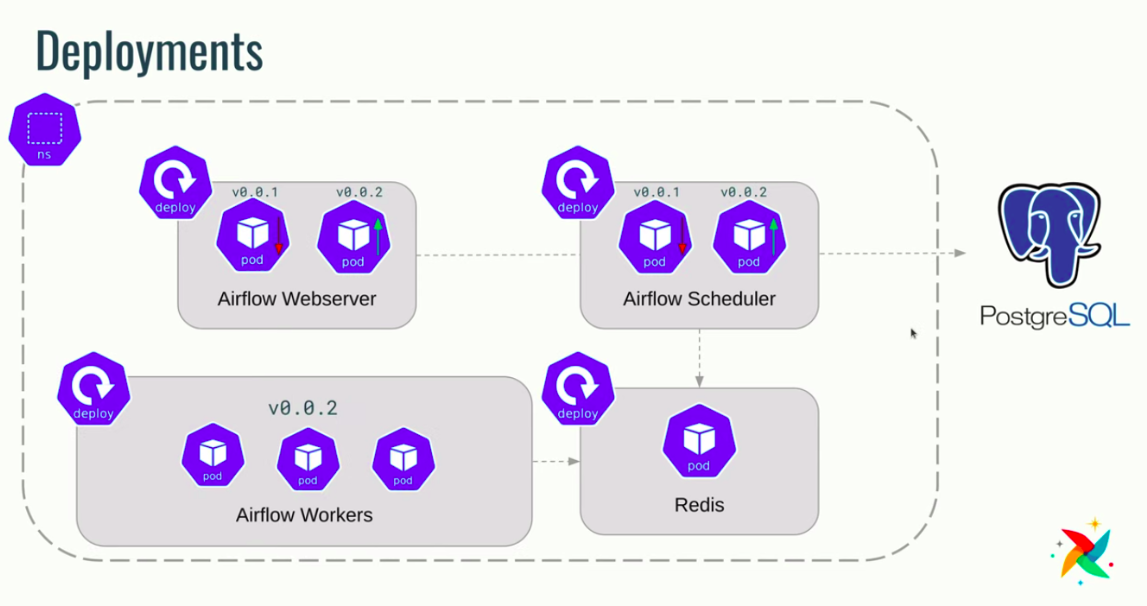 Deployments
ns
deploy
v0.0.1
v0.0.2
pod
pod
Airflow Webserver
deploy
v0.0.1
v0.0.2
pod
pod
Airflow Scheduler
PostgreSQL
deploy
v0.0.2
pod
pod
pod
Airflow Workers
deploy
pod
Redis